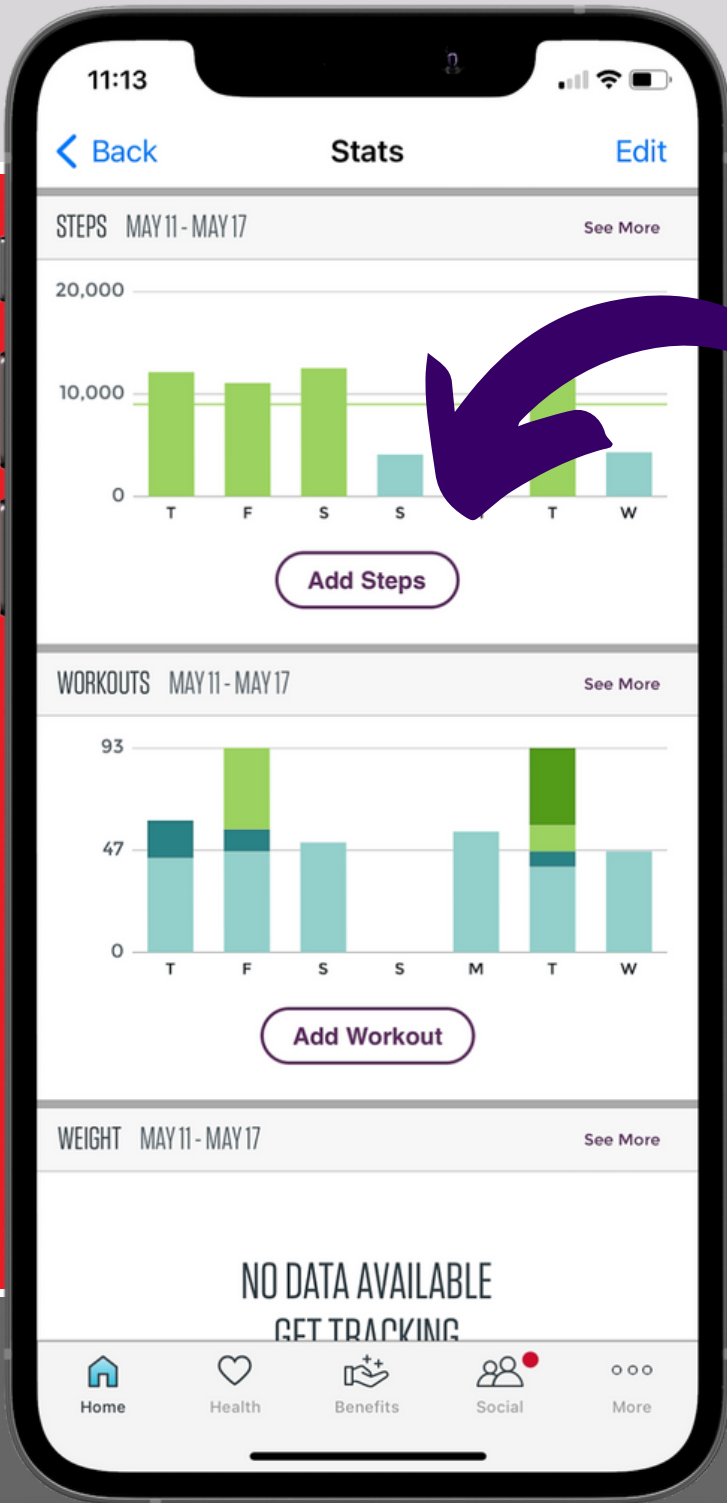 11:13
Back Stats Edit
STEPS MAY 11 - MAY 17 See More
20,000
10,000
0
T F S S T W
Add Steps
WORKOUTS MAY 11 - MAY 17 See More
93
47
0
T F S S M T W
Add Workout
WEIGHT MAY 11 - MAY 17 See More
NO DATA AVAILABLE
GET TRACKING
Home Health Benefits Social More